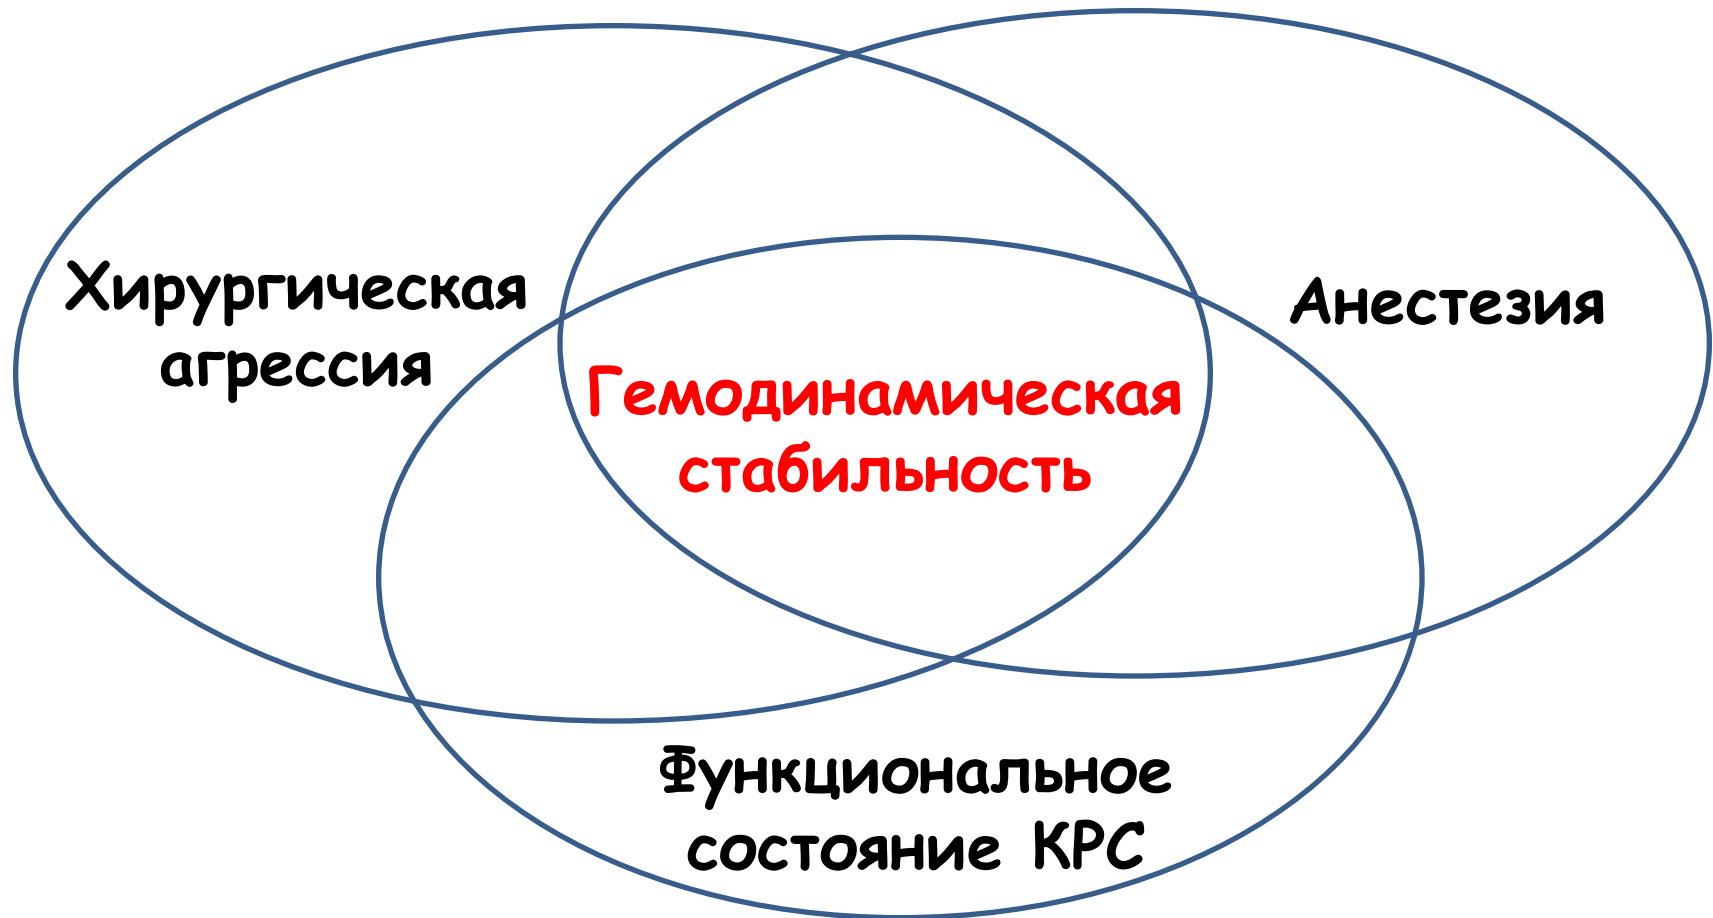 Хирургическая
агрессия
Анестезия
Гемодинамическая
стабильность
Функциональное
состояние КРС